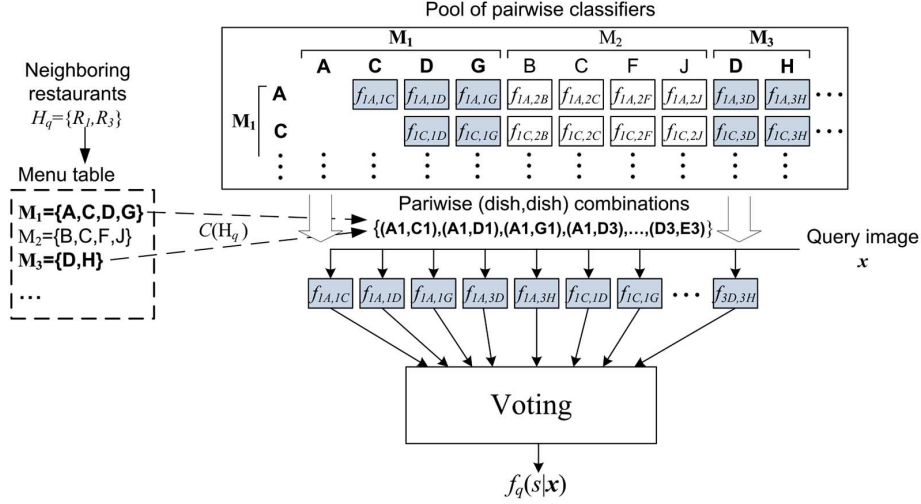 Pool of pairwise classifiers
M₁ M₂ M₃
A C D G B C F J D H
A f1A,1C f1A,1D f1A,1G f1A,2B f1A,2C f1A,2F f1A,2J f1A,3D f1A,3H ...
M₁
C f1C,1D f1C,1G f1C,2B f1C,2C f1C,2F f1C,2J f1C,3D f1C,3H ...
Neighboring
restaurants
Hq={R1,R3}
Menu table
M₁={A,C,D,G}
M₂={B,C,F,J}
M₃={D,H}
...
C(Hq)
Pariwise (dish,dish) combinations
{(A1,C1),(A1,D1),(A1,G1),(A1,D3),...,(D3,E3)}
Query image
x
f1A,1C f1A,1D f1A,1G f1A,3D f1A,3H f1C,1D f1C,1G ... f3D,3H
Voting
fq(s|x)